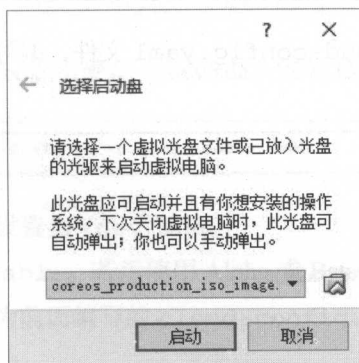 ?
×
← 选择启动盘
请选择一个虚拟光盘文件或已放入光盘
的光驱来启动虚拟电脑。
此光盘应可启动并且有你想安装的操作
系统。下次关闭虚拟电脑时，此光盘可
自动弹出；你也可以手动弹出。
coreos_production_iso_image.
启动
取消